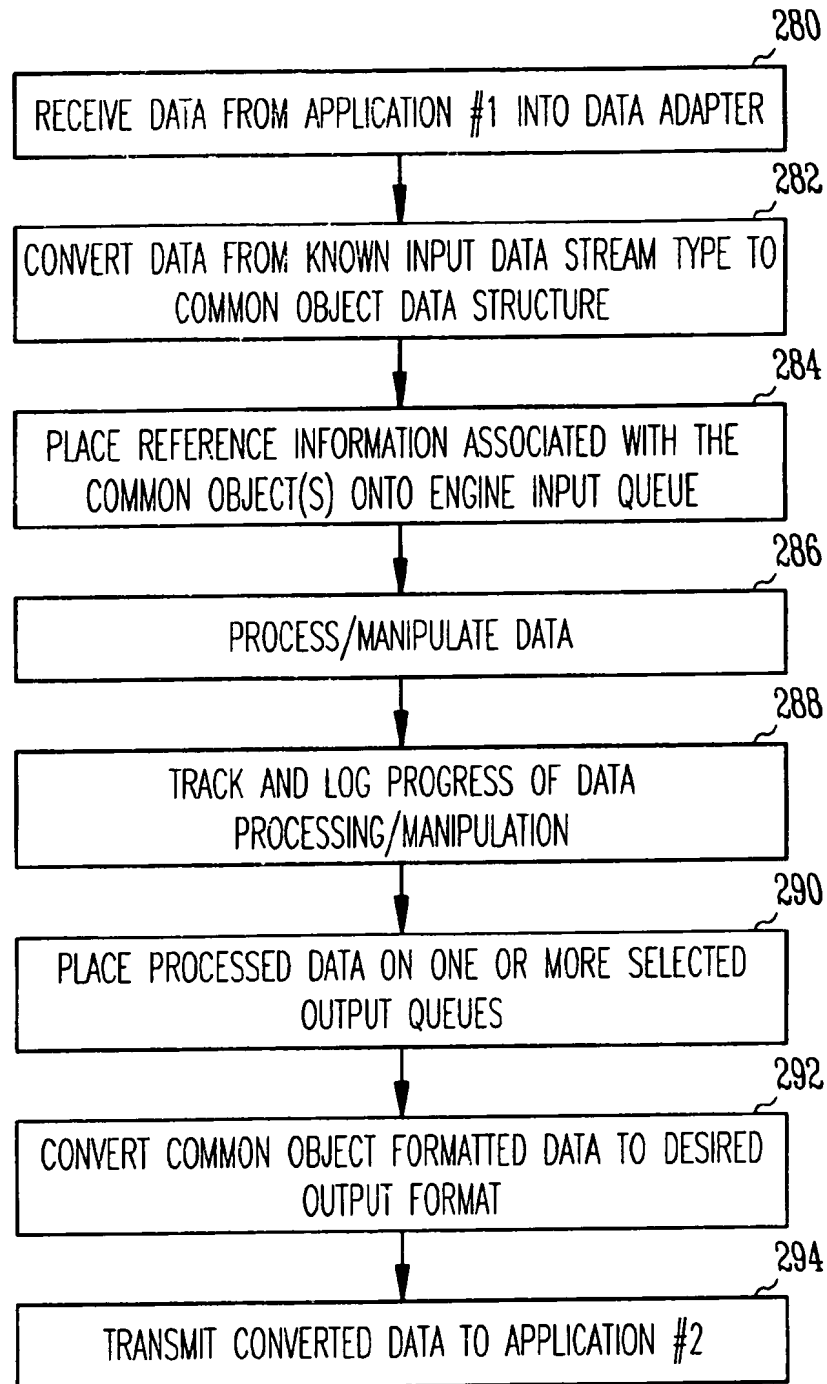 280
RECEIVE DATA FROM APPLICATION #1 INTO DATA ADAPTER
282
CONVERT DATA FROM KNOWN INPUT DATA STREAM TYPE TO
COMMON OBJECT DATA STRUCTURE
284
PLACE REFERENCE INFORMATION ASSOCIATED WITH THE
COMMON OBJECT(S) ONTO ENGINE INPUT QUEUE
286
PROCESS/MANIPULATE DATA
288
TRACK AND LOG PROGRESS OF DATA
PROCESSING/MANIPULATION
290
PLACE PROCESSED DATA ON ONE OR MORE SELECTED
OUTPUT QUEUES
292
CONVERT COMMON OBJECT FORMATTED DATA TO DESIRED
OUTPUT FORMAT
294
TRANSMIT CONVERTED DATA TO APPLICATION #2